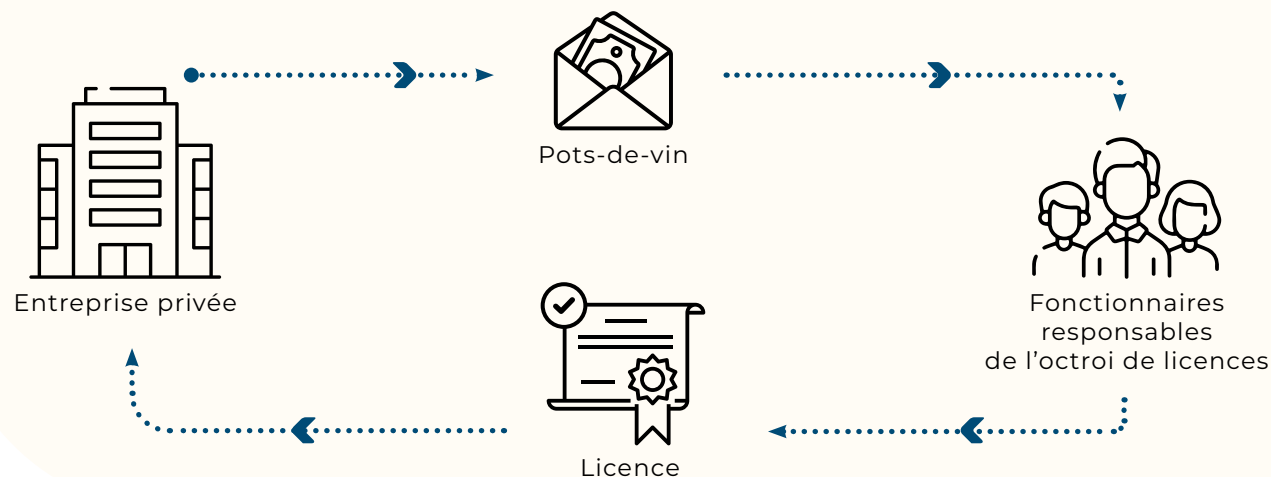 Pots-de-vin
Entreprise privée
Fonctionnaires
responsables
de l’octroi de licences
Licence